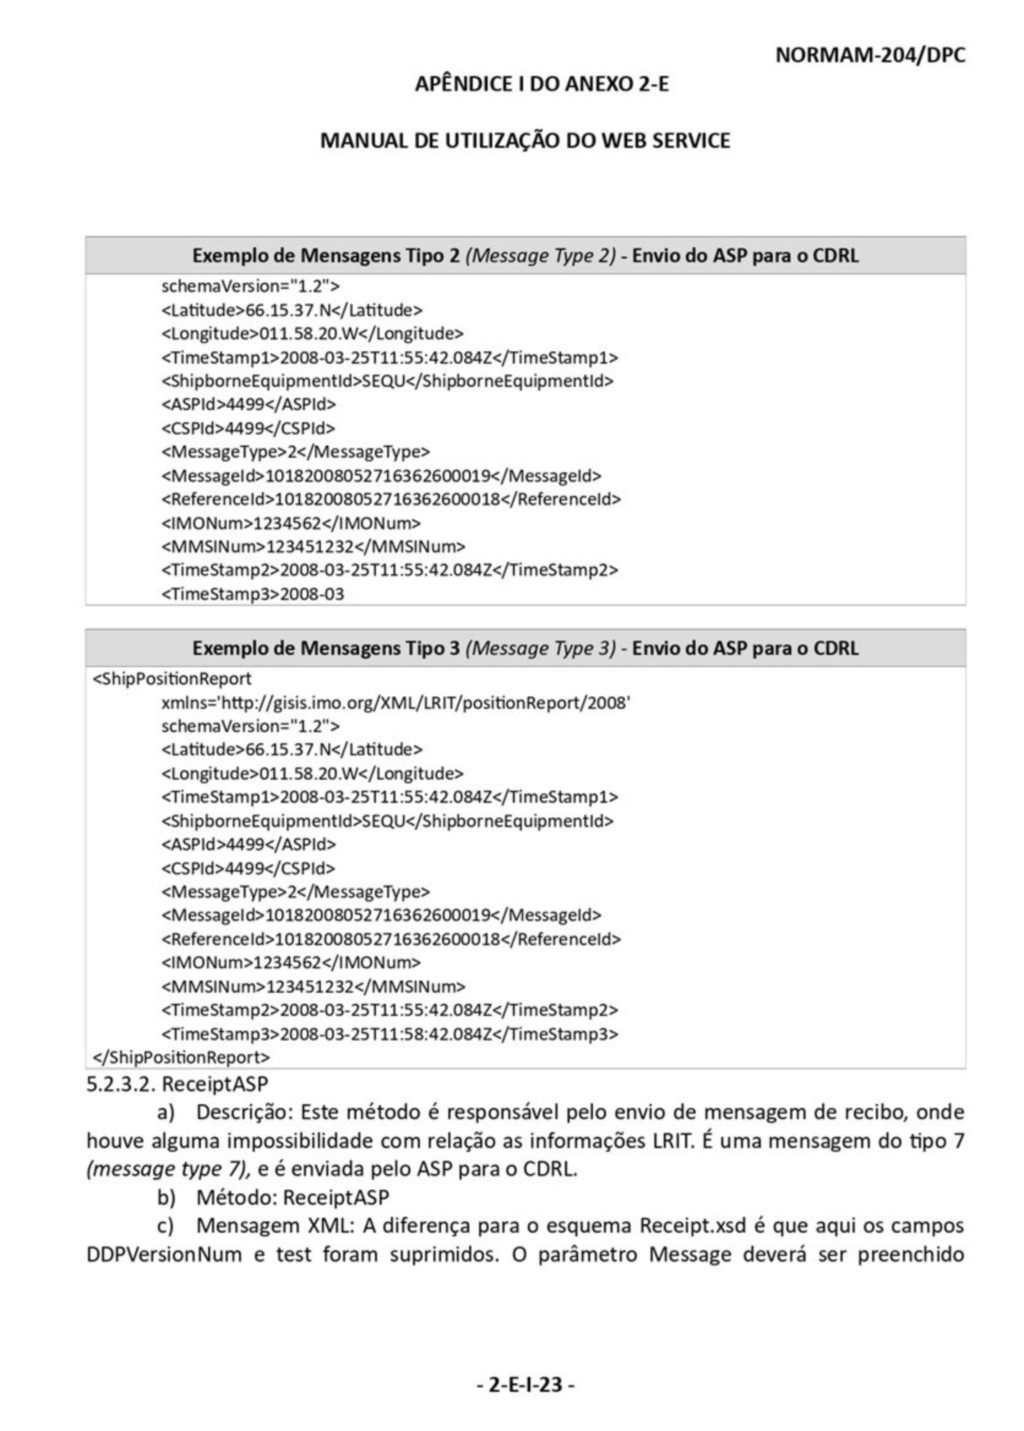 NORMAM-204/DPC
APÊNDICE I DO ANEXO 2-E
MANUAL DE UTILIZAÇÃO DO WEB SERVICE
Exemplo de Mensagens Tipo 2 (Message Type 2) - Envio do ASP para o CDRL
schemaVersion="1.2">
<Latitude>66.15.37.N</Latitude>
<Longitude>011.58.20.W</Longitude>
<TimeStamp1>2008-03-25T11:55:42.084Z</TimeStamp1>
<ShipborneEquipmentId>SEQU</ShipborneEquipmentId>
<ASPId>4499</ASPId>
<CSPId>4499</CSPId>
<MessageType>2</MessageType>
<MessageId>10182008052716362600019</MessageId>
<ReferenceId>10182008052716362600018</ReferenceId>
<IMONum>1234562</IMONum>
<MMSINum>123451232</MMSINum>
<TimeStamp2>2008-03-25T11:55:42.084Z</TimeStamp2>
<TimeStamp3>2008-03
Exemplo de Mensagens Tipo 3 (Message Type 3) - Envio do ASP para o CDRL
<ShipPositionReport
xmlns='http://gisis.imo.org/XML/LRIT/positionReport/2008'
schemaVersion="1.2">
<Latitude>66.15.37.N</Latitude>
<Longitude>011.58.20.W</Longitude>
<TimeStamp1>2008-03-25T11:55:42.084Z</TimeStamp1>
<ShipborneEquipmentId>SEQU</ShipborneEquipmentId>
<ASPId>4499</ASPId>
<CSPId>4499</CSPId>
<MessageType>2</MessageType>
<MessageId>10182008052716362600019</MessageId>
<ReferenceId>10182008052716362600018</ReferenceId>
<IMONum>1234562</IMONum>
<MMSINum>123451232</MMSINum>
<TimeStamp2>2008-03-25T11:55:42.084Z</TimeStamp2>
<TimeStamp3>2008-03-25T11:58:42.084Z</TimeStamp3>
</ShipPositionReport>
5.2.3.2. ReceiptASP
a) Descrição: Este método é responsável pelo envio de mensagem de recibo, onde
houve alguma impossibilidade com relação as informações LRIT. É uma mensagem do tipo 7
(message type 7), e é enviada pelo ASP para o CDRL.
b) Método: ReceiptASP
c) Mensagem XML: A diferença para o esquema Receipt.xsd é que aqui os campos
DDPVersionNum e test foram suprimidos. O parâmetro Message deverá ser preenchido
- 2-E-I-23 -